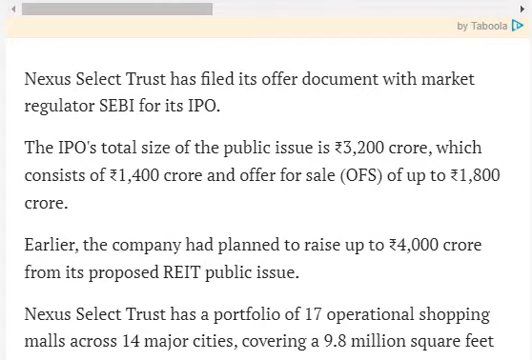 by Taboola
Nexus Select Trust has filed its offer document with market
regulator SEBI for its IPO.
The IPO's total size of the public issue is ₹3,200 crore, which
consists of ₹1,400 crore and offer for sale (OFS) of up to ₹1,800
crore.
Earlier, the company had planned to raise up to ₹4,000 crore
from its proposed REIT public issue.
Nexus Select Trust has a portfolio of 17 operational shopping
malls across 14 major cities, covering a 9.8 million square feet